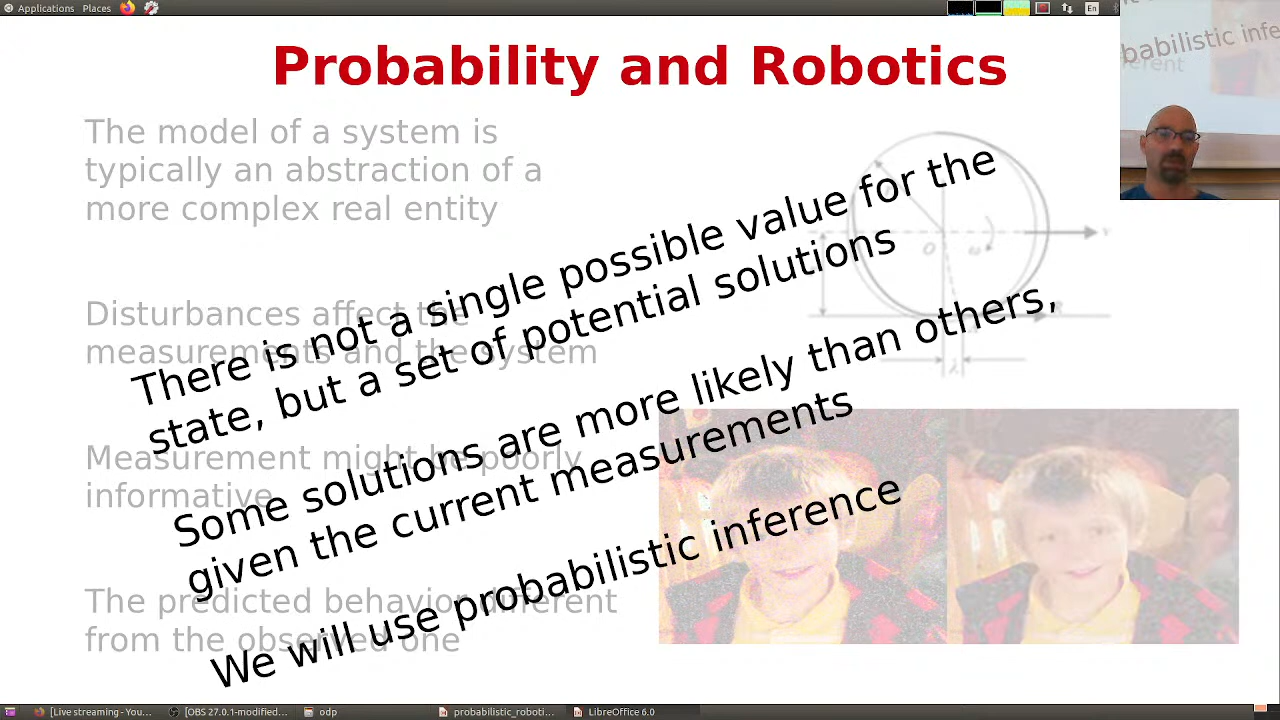 Applications Places
En
Probability and Robotics
The model of a system is
typically an abstraction of a
more complex real entity
Disturbances affect the
measurements and the system
Measurement might be poorly
informative
The predicted behavior different
from the observed one
There is not a single possible value for the
state, but a set of potential solutions
Some solutions are more likely than others,
given the current measurements
We will use probabilistic inference
O
ω
Y
babilistic infe
erent
[Live streaming - You... [OBS 27.0.1-modified... odp probabilistic_roboti... LibreOffice 6.0